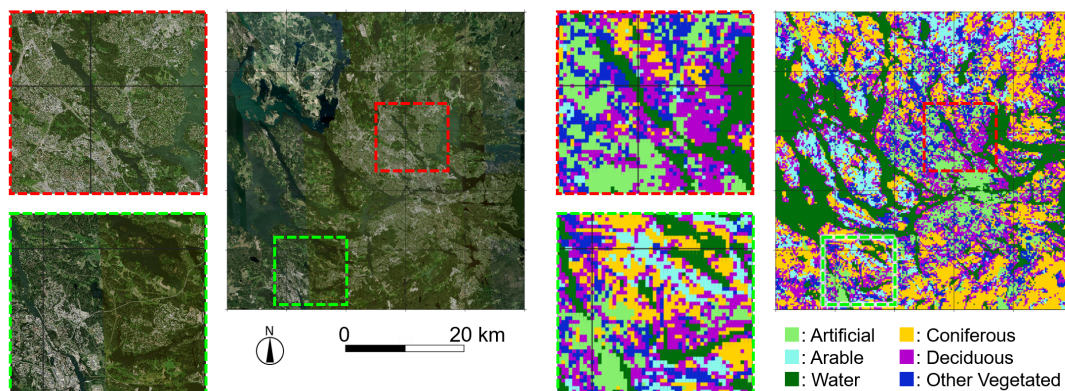 N
0 20 km
: Artificial : Coniferous
: Arable : Deciduous
: Water : Other Vegetated